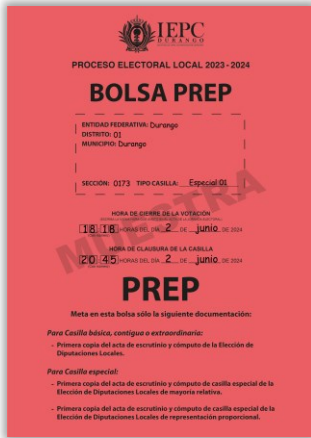 IEPC
DURANGO
PROCESO ELECTORAL LOCAL 2023 - 2024
BOLSA PREP
ENTIDAD FEDERATIVA: Durango
DISTRITO: 01
MUNICIPIO: Durango
SECCIÓN: 0173 TIPO CASILLA: Especial 01
HORA DE CIERRE DE LA VOTACIÓN
18 18 HORAS DEL DÍA 2 DE junio DE 2024
HORA DE CLAUSURA DE LA CASILLA
20 45 HORAS DEL DÍA 2 DE junio DE 2024
MUESTRA
PREP
Meta en esta bolsa sólo la siguiente documentación:
Para Casilla básica, contigua o extraordinaria:
- Primera copia del acta de escrutinio y cómputo de la Elección de
Diputaciones Locales.
Para Casilla especial:
- Primera copia del acta de escrutinio y cómputo de casilla especial de la
Elección de Diputaciones Locales de mayoría relativa.
- Primera copia del acta de escrutinio y cómputo de casilla especial de la
Elección de Diputaciones Locales de representación proporcional.